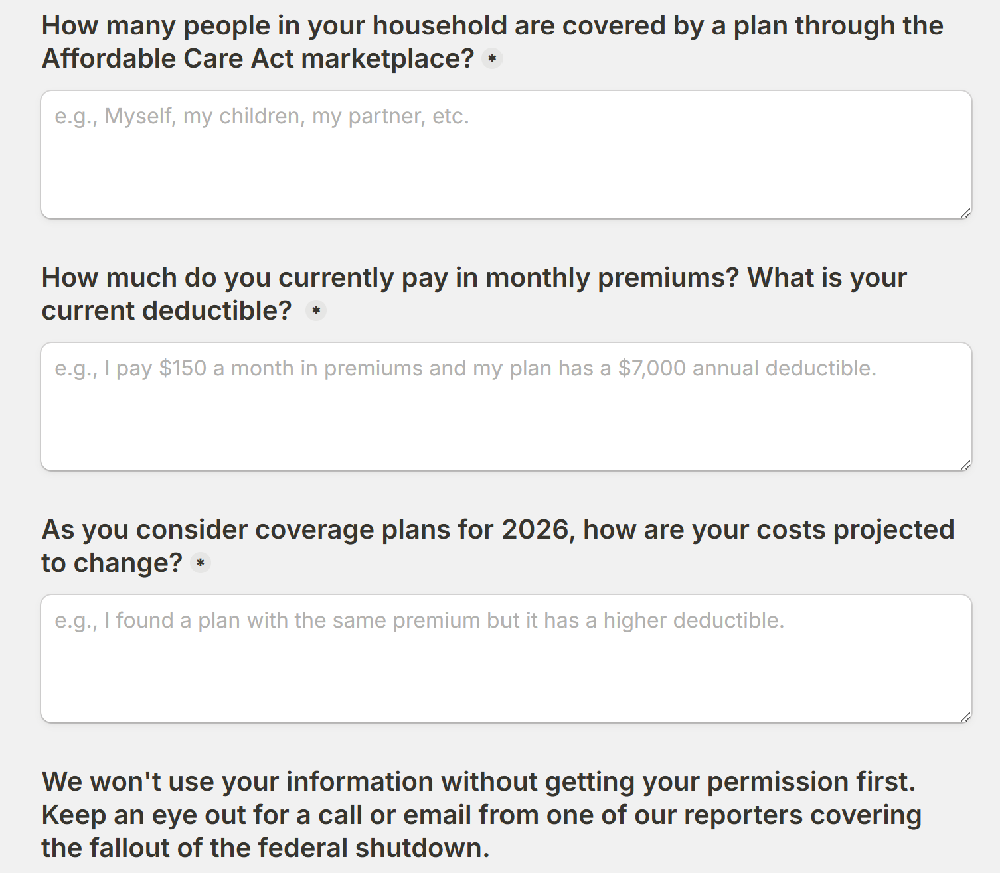 How many people in your household are covered by a plan through the
Affordable Care Act marketplace? *
e.g., Myself, my children, my partner, etc.
How much do you currently pay in monthly premiums? What is your
current deductible? *
e.g., I pay $150 a month in premiums and my plan has a $7,000 annual deductible.
As you consider coverage plans for 2026, how are your costs projected
to change? *
e.g., I found a plan with the same premium but it has a higher deductible.
We won't use your information without getting your permission first.
Keep an eye out for a call or email from one of our reporters covering
the fallout of the federal shutdown.